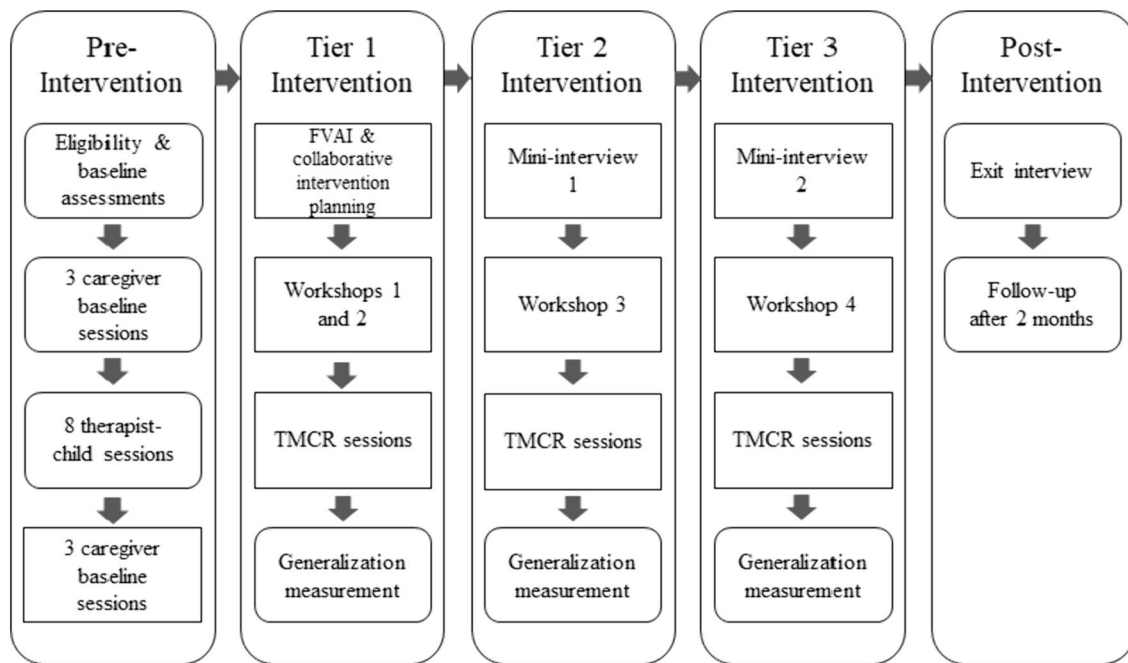 Pre-
Intervention
Eligibility &
baseline
assessments
3 caregiver
baseline
sessions
8 therapist-
child sessions
3 caregiver
baseline
sessions
Tier 1
Intervention
FVAI &
collaborative
intervention
planning
Workshops 1
and 2
TMCR sessions
Generalization
measurement
Tier 2
Intervention
Mini-interview
1
Workshop 3
TMCR sessions
Generalization
measurement
Tier 3
Intervention
Mini-interview
2
Workshop 4
TMCR sessions
Generalization
measurement
Post-
Intervention
Exit interview
Follow-up
after 2 months